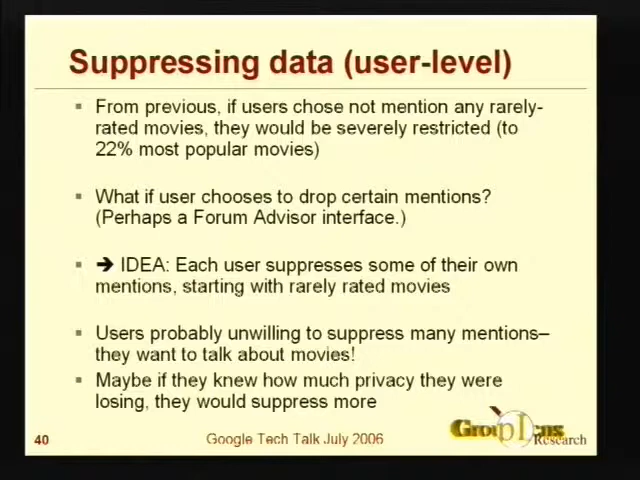 Suppressing data (user-level)
From previous, if users chose not mention any rarely-
rated movies, they would be severely restricted (to
22% most popular movies)
What if user chooses to drop certain mentions?
(Perhaps a Forum Advisor interface.)
➔ IDEA: Each user suppresses some of their own
mentions, starting with rarely rated movies
Users probably unwilling to suppress many mentions–
they want to talk about movies!
Maybe if they knew how much privacy they were
losing, they would suppress more
40
Google Tech Talk July 2006
GroupLens
Research